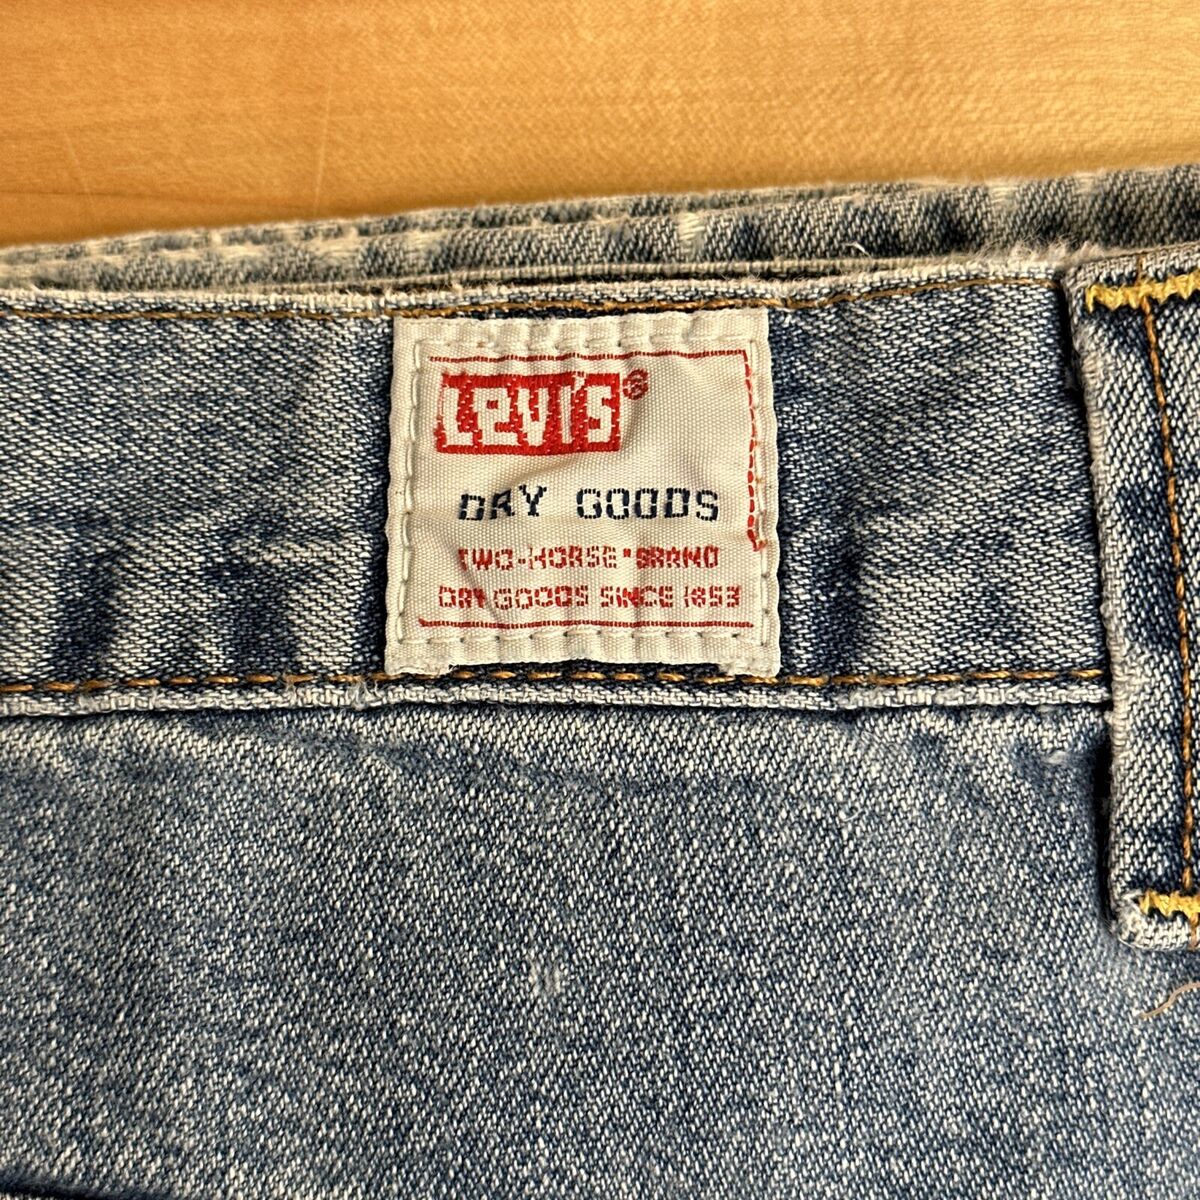 Levi's®
DRY GOODS
TWO-HORSE "BRAND
DRY GOODS SINCE 1853